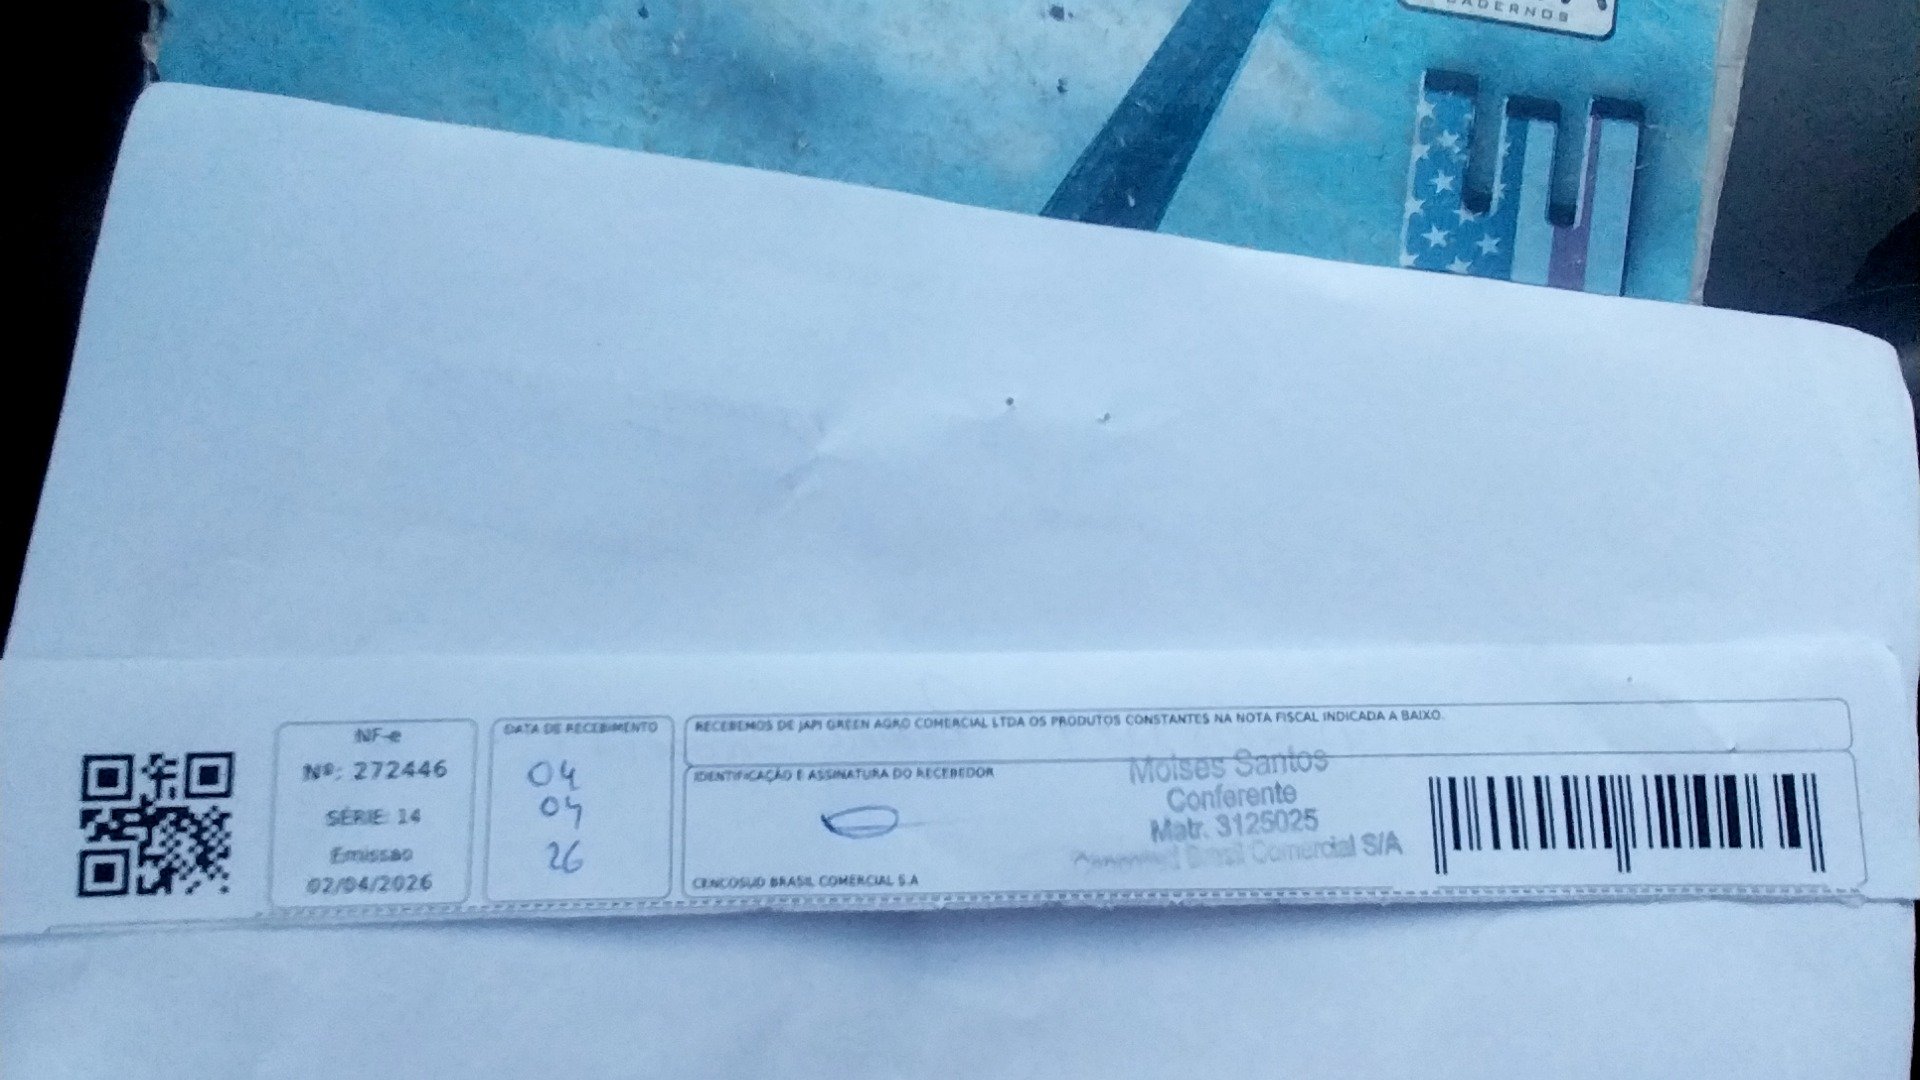 CADERNOS
NF-e
Nº: 272446
SÉRIE: 14
Emissao
02/04/2026
DATA DE RECEBIMENTO
04
04
26
RECEBEMOS DE JAPI GREEN AGRO COMERCIAL LTDA OS PRODUTOS CONSTANTES NA NOTA FISCAL INDICADA A BAIXO.
IDENTIFICAÇÃO E ASSINATURA DO RECEBEDOR
CENCOSUD BRASIL COMERCIAL S.A
Moises Santos
Conferente
Matr. 3125025
Brasil Comercial S/A